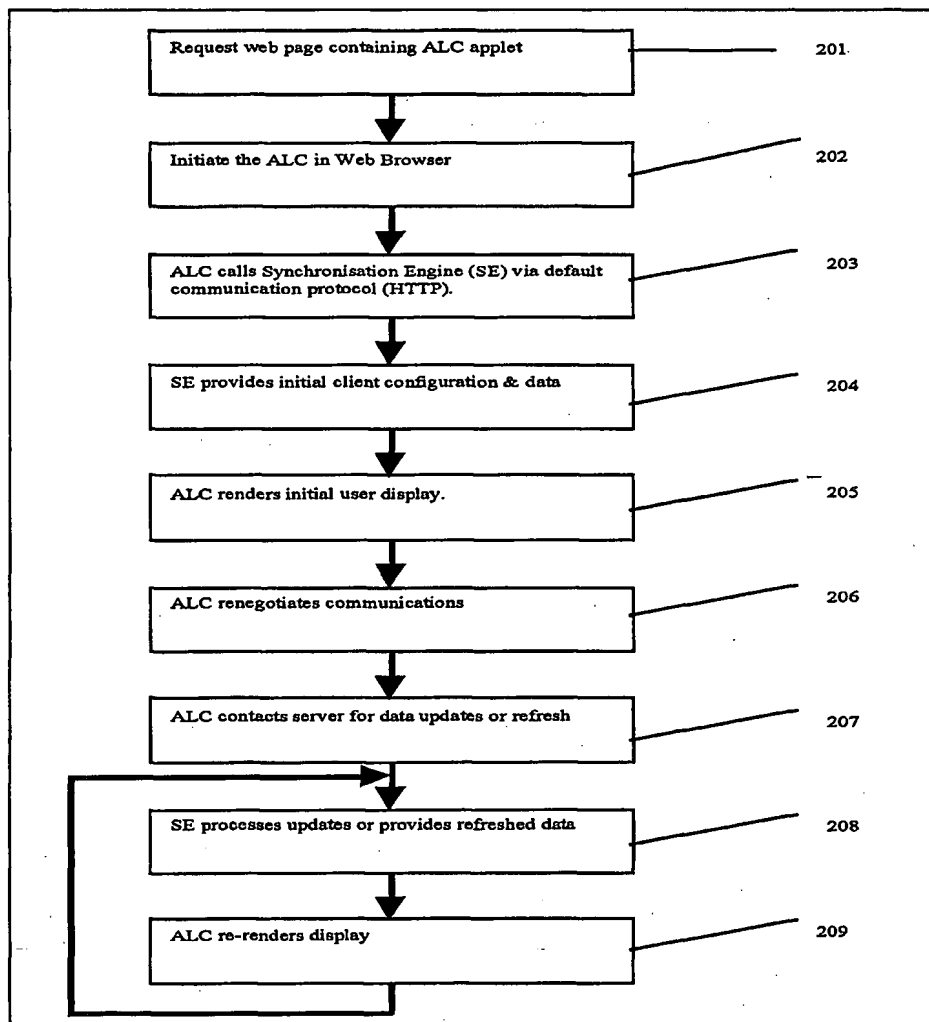 Request web page containing ALC applet
201
Initiate the ALC in Web Browser
202
ALC calls Synchronisation Engine (SE) via default
communication protocol (HTTP).
203
SE provides initial client configuration & data
204
ALC renders initial user display.
205
ALC renegotiates communications
206
ALC contacts server for data updates or refresh
207
SE processes updates or provides refreshed data
208
ALC re-renders display
209